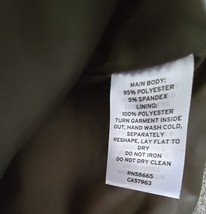 MAIN BODY:
95% POLYESTER
5% SPANDEX
LINING:
100% POLYESTER
TURN GARMENT INSIDE
OUT, HAND WASH COLD,
SEPARATELY
RESHAPE, LAY FLAT TO
DRY
DO NOT IRON
DO NOT DRY CLEAN
RN58665
CA57963